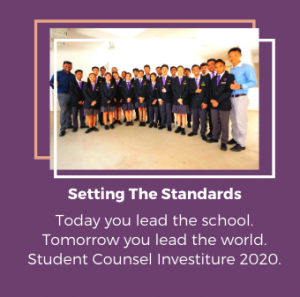 Setting The Standards
Today you lead the school.
Tomorrow you lead the world.
Student Counsel Investiture 2020.